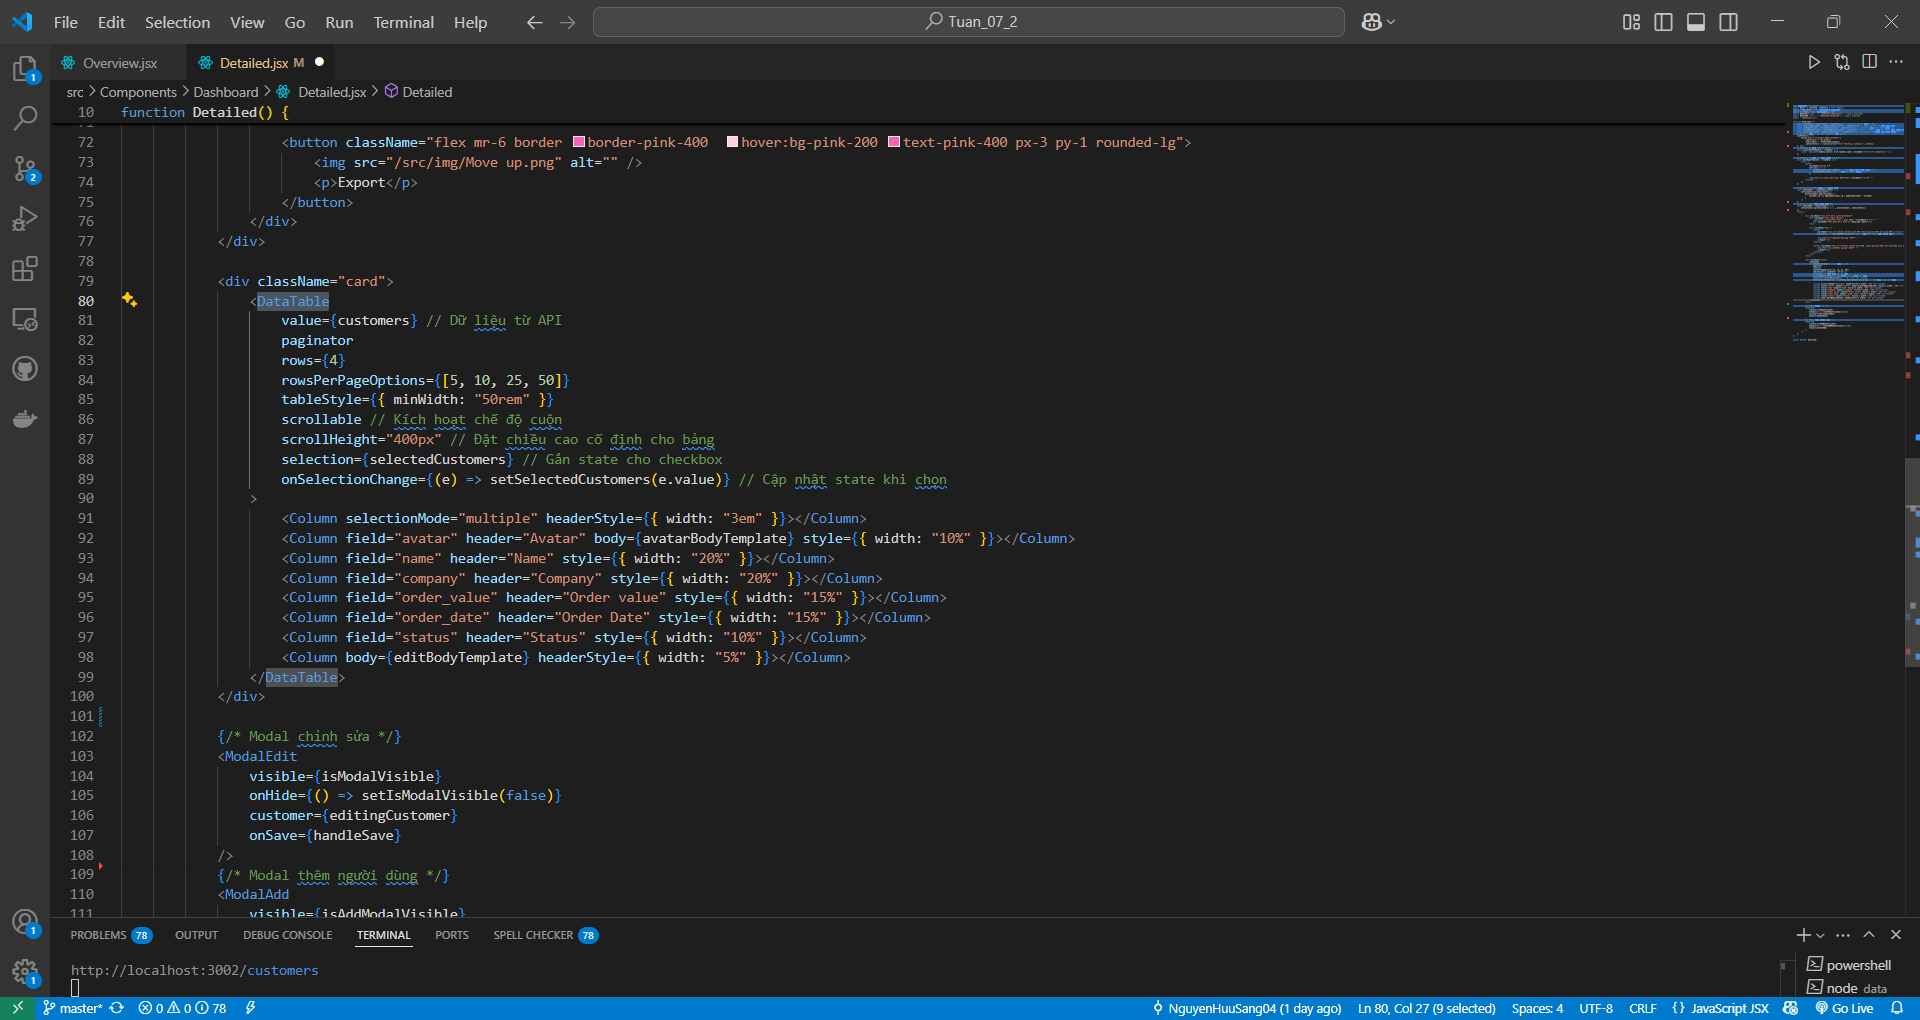 File Edit Selection View Go Run Terminal Help
Tuan_07_2
Overview.jsx
Detailed.jsx M
src > Components > Dashboard > Detailed.jsx > Detailed
10 function Detailed() {
72 <button className="flex mr-6 border border-pink-400 hover:bg-pink-200 text-pink-400 px-3 py-1 rounded-lg">
73 <img src="/src/img/Move up.png" alt="" />
74 <p>Export</p>
75 </button>
76 </div>
77 </div>
78
79 <div className="card">
80 <DataTable
81 value={customers} // Dữ liệu từ API
82 paginator
83 rows={4}
84 rowsPerPageOptions={[5, 10, 25, 50]}
85 tableStyle={{ minWidth: "50rem" }}
86 scrollable // Kích hoạt chế độ cuộn
87 scrollHeight="400px" // Đặt chiều cao cố định cho bảng
88 selection={selectedCustomers} // Gắn state cho checkbox
89 onSelectionChange={(e) => setSelectedCustomers(e.value)} // Cập nhật state khi chọn
90 >
91 <Column selectionMode="multiple" headerStyle={{ width: "3em" }}></Column>
92 <Column field="avatar" header="Avatar" body={avatarBodyTemplate} style={{ width: "10%" }}></Column>
93 <Column field="name" header="Name" style={{ width: "20%" }}></Column>
94 <Column field="company" header="Company" style={{ width: "20%" }}></Column>
95 <Column field="order_value" header="Order value" style={{ width: "15%" }}></Column>
96 <Column field="order_date" header="Order Date" style={{ width: "15%" }}></Column>
97 <Column field="status" header="Status" style={{ width: "10%" }}></Column>
98 <Column body={editBodyTemplate} headerStyle={{ width: "5%" }}></Column>
99 </DataTable>
100 </div>
101
102 {/* Modal chỉnh sửa */}
103 <ModalEdit
104 visible={isModalVisible}
105 onHide={() => setIsModalVisible(false)}
106 customer={editingCustomer}
107 onSave={handleSave}
108 />
109 {/* Modal thêm người dùng */}
110 <ModalAdd
111 visible={isAddModalVisible}
PROBLEMS 78 OUTPUT DEBUG CONSOLE TERMINAL PORTS SPELL CHECKER 78
http://localhost:3002/customers
powershell
node data
master* 0 0 78 NguyenHuuSang04 (1 day ago) Ln 80, Col 27 (9 selected) Spaces: 4 UTF-8 CRLF {} JavaScript JSX Go Live